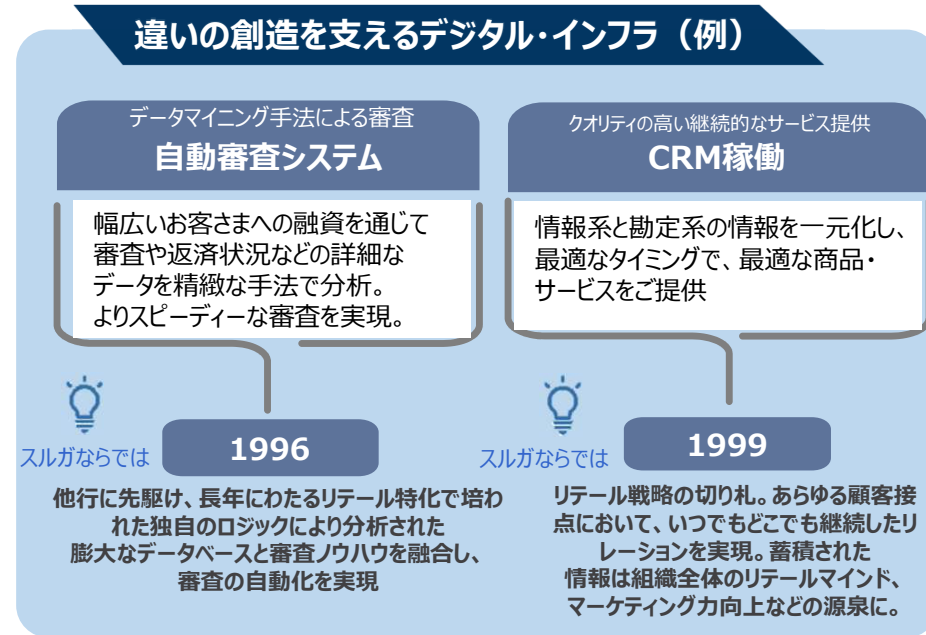 違いの創造を支えるデジタル・インフラ（例）
データマイニング手法による審査
自動審査システム
幅広いお客さまへの融資を通じて
審査や返済状況などの詳細な
データを精緻な手法で分析。
よりスピーディーな審査を実現。
スルガならでは
1996
他行に先駆け、長年にわたるリテール特化で培わ
れた独自のロジックにより分析された
膨大なデータベースと審査ノウハウを融合し、
審査の自動化を実現
クオリティの高い継続的なサービス提供
CRM稼働
情報系と勘定系の情報を一元化し、
最適なタイミングで、最適な商品・
サービスをご提供
スルガならでは
1999
リテール戦略の切り札。あらゆる顧客接
点において、いつでもどこでも継続したリ
レーションを実現。蓄積された
情報は組織全体のリテールマインド、
マーケティング力向上などの源泉に。